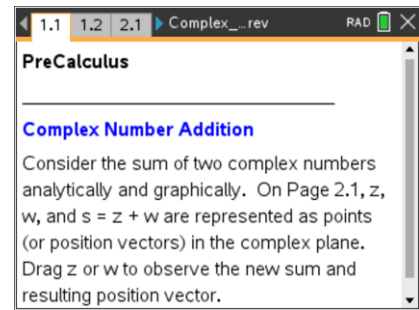 1.1 1.2 2.1 Complex_...rev RAD
PreCalculus
Complex Number Addition
Consider the sum of two complex numbers
analytically and graphically. On Page 2.1, z,
w, and s = z + w are represented as points
(or position vectors) in the complex plane.
Drag z or w to observe the new sum and
resulting position vector.